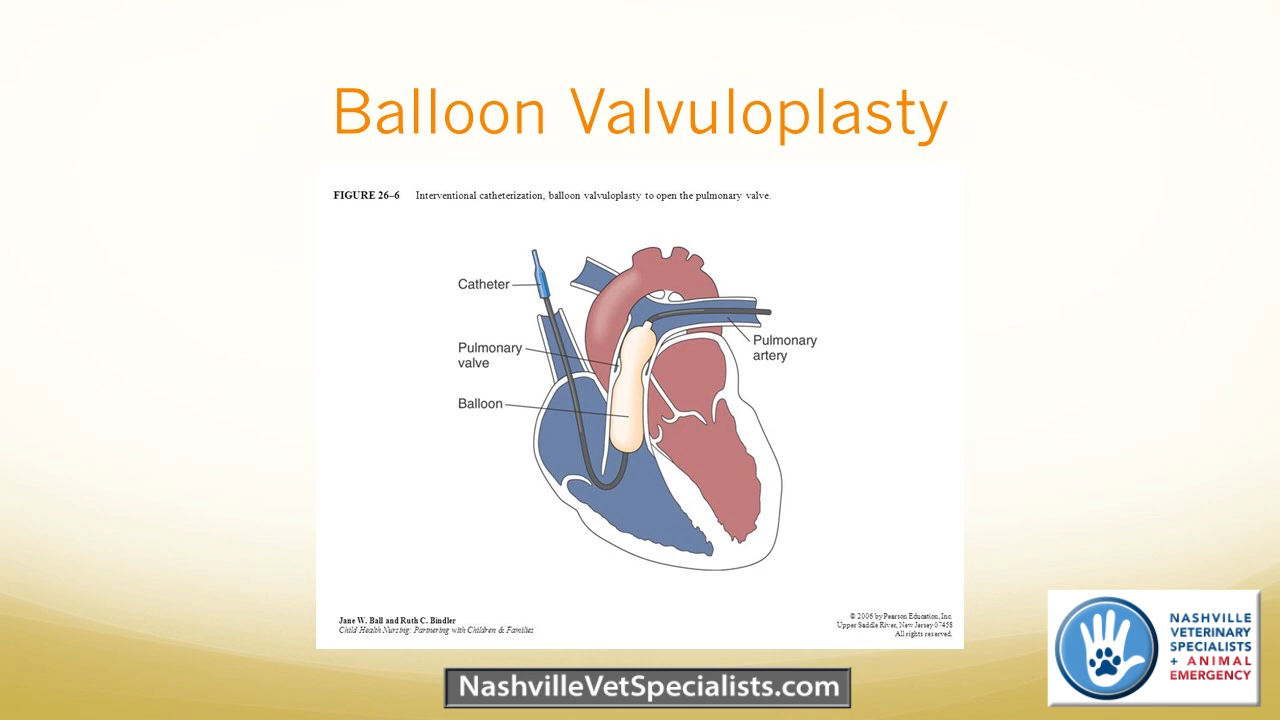 Balloon Valvuloplasty
FIGURE 26–6 Interventional catheterization, balloon valvuloplasty to open the pulmonary valve.
Catheter
Pulmonary
valve
Balloon
Pulmonary
artery
Jane W. Ball and Ruth C. Bindler
Child Health Nursing: Partnering with Children & Families
© 2006 by Pearson Education, Inc.
Upper Saddle River, New Jersey 07458
All rights reserved.
NashvilleVetSpecialists.com
NASHVILLE
VETERINARY
SPECIALISTS
+ ANIMAL
EMERGENCY